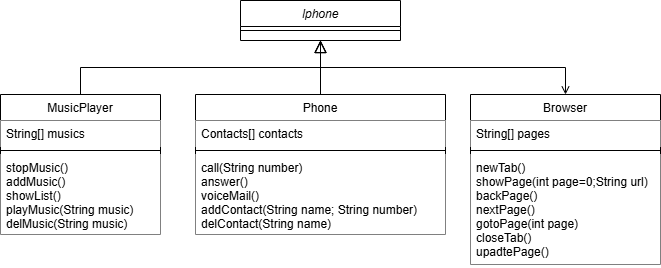 Iphone
MusicPlayer
String[] musics
stopMusic()
addMusic()
showList()
playMusic(String music)
delMusic(String music)
Phone
Contacts[] contacts
call(String number)
answer()
voiceMail()
addContact(String name; String number)
delContact(String name)
Browser
String[] pages
newTab()
showPage(int page=0;String url)
backPage()
nextPage()
gotoPage(int page)
closeTab()
upadtePage()